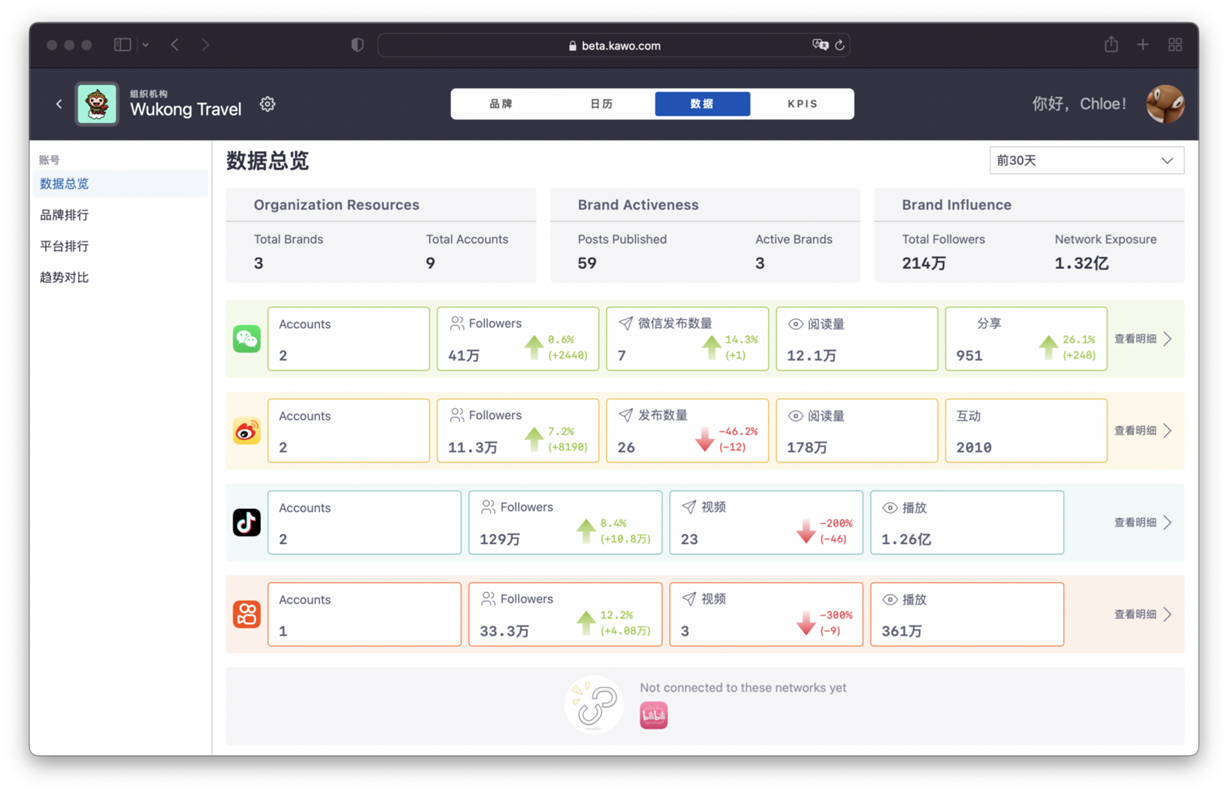 beta.kawo.com
组织机构
Wukong Travel
品牌
日历
数据
KPIS
你好，Chloe！
账号
数据总览
品牌排行
平台排行
趋势对比
数据总览
前30天
Organization Resources
Total Brands
3
Total Accounts
9
Brand Activeness
Posts Published
59
Active Brands
3
Brand Influence
Total Followers
214万
Network Exposure
1.32亿
Accounts
2
Followers
41万
0.6%
(+2440)
微信发布数量
7
14.3%
(+1)
阅读量
12.1万
分享
951
26.1%
(+248)
查看明细
Accounts
2
Followers
11.3万
7.2%
(+8190)
发布数量
26
-46.2%
(-12)
阅读量
178万
互动
2010
查看明细
Accounts
2
Followers
129万
8.4%
(+10.8万)
视频
23
-200%
(-46)
播放
1.26亿
查看明细
Accounts
1
Followers
33.3万
12.2%
(+4.08万)
视频
3
-300%
(-9)
播放
361万
查看明细
Not connected to these networks yet
bilibili